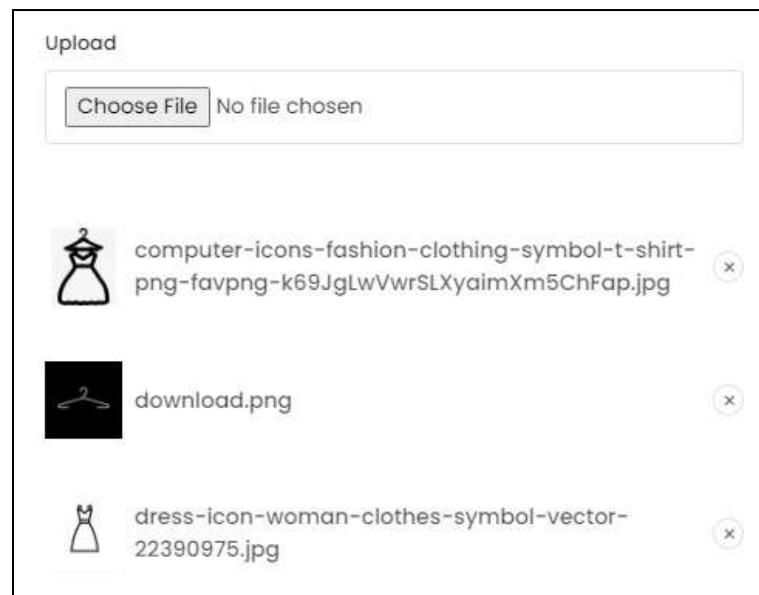 Upload
Choose File No file chosen
computer-icons-fashion-clothing-symbol-t-shirt-
png-favpng-k69JgLwVwrSLXyaimXm5ChFap.jpg
download.png
dress-icon-woman-clothes-symbol-vector-
22390975.jpg